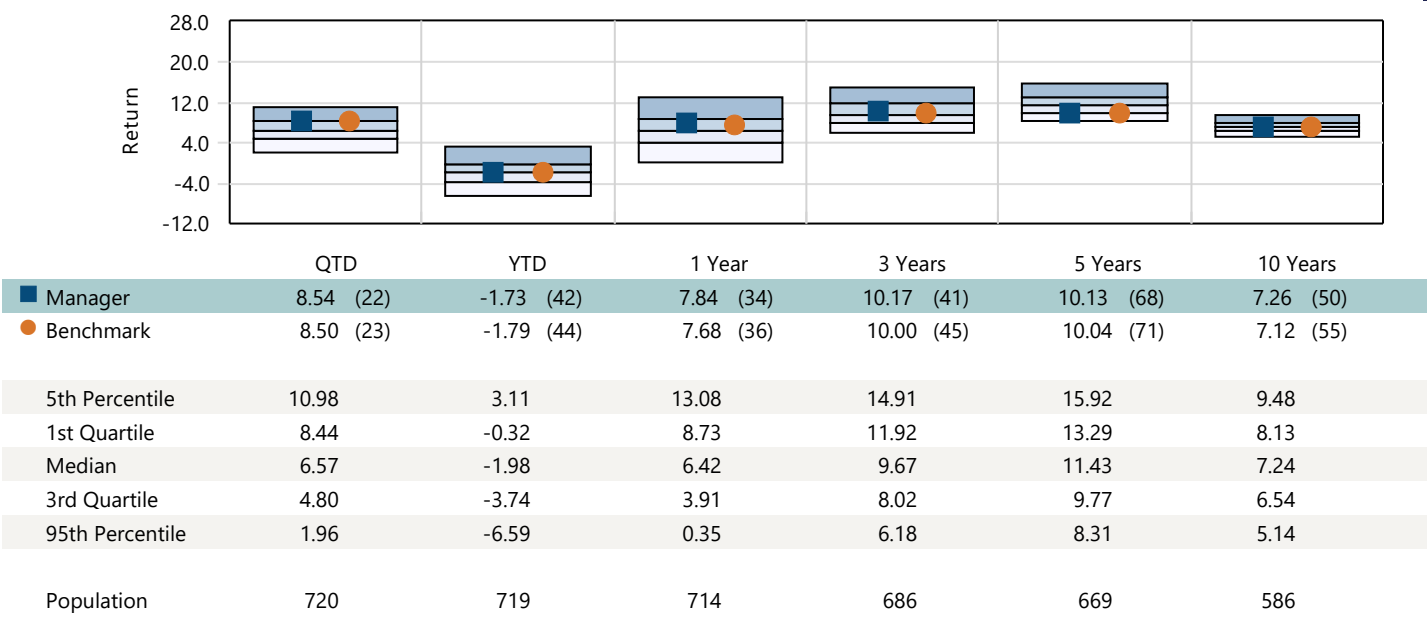 28.0
20.0
12.0
4.0
-4.0
-12.0
Return
QTD YTD 1 Year 3 Years 5 Years 10 Years
Manager 8.54 (22) -1.73 (42) 7.84 (34) 10.17 (41) 10.13 (68) 7.26 (50)
Benchmark 8.50 (23) -1.79 (44) 7.68 (36) 10.00 (45) 10.04 (71) 7.12 (55)
5th Percentile 10.98 3.11 13.08 14.91 15.92 9.48
1st Quartile 8.44 -0.32 8.73 11.92 13.29 8.13
Median 6.57 -1.98 6.42 9.67 11.43 7.24
3rd Quartile 4.80 -3.74 3.91 8.02 9.77 6.54
95th Percentile 1.96 -6.59 0.35 6.18 8.31 5.14
Population 720 719 714 686 669 586